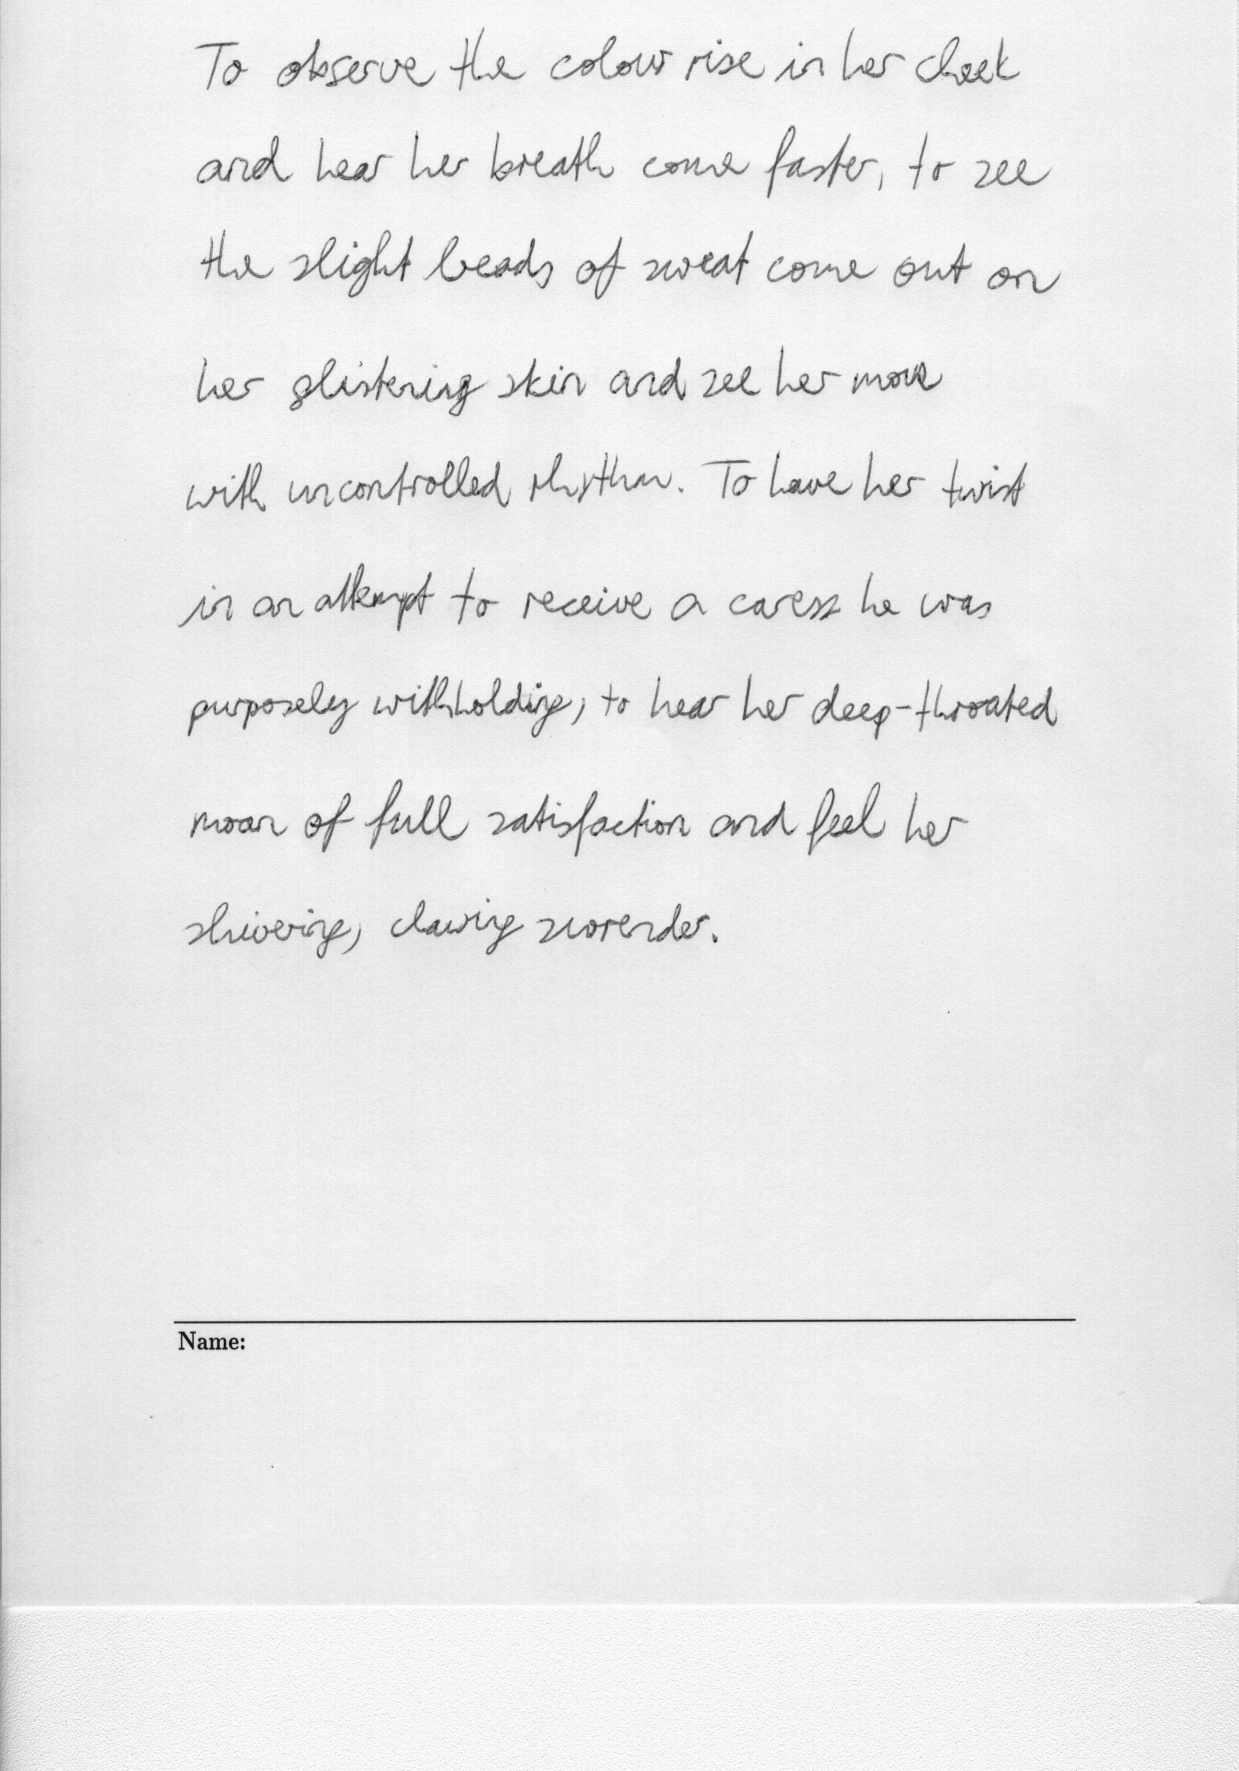 To observe the colour rise in her cheek
and hear her breath come faster, to see
the slight beads of sweat come out on
her glistening skin and see her move
with uncontrolled rhythm. To have her twist
in an attempt to receive a caress he was
purposely withholding, to hear her deep-throated
moan of full satisfaction and feel her
shivering, clawing surrender.
Name: